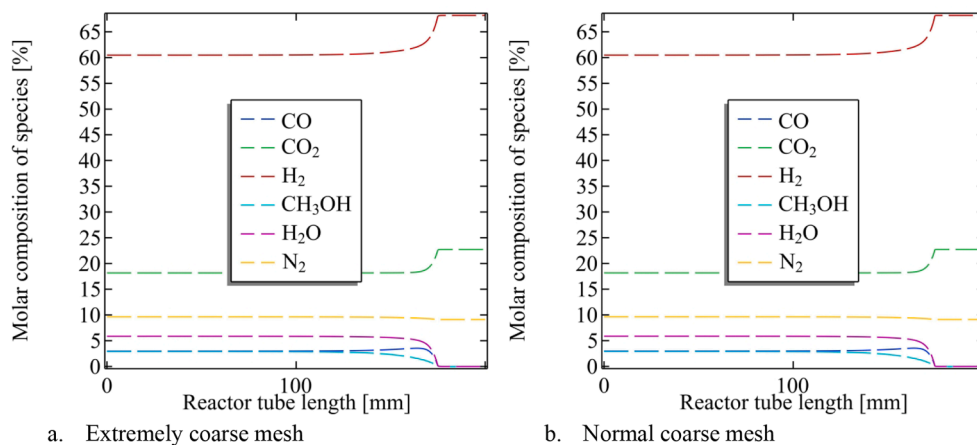 Molar composition of species [%]
65
60
55
50
45
40
35
30
25
20
15
10
5
0
CO
CO₂
H₂
CH₃OH
H₂O
N₂
0
100
Reactor tube length [mm]
a. Extremely coarse mesh
Molar composition of species [%]
65
60
55
50
45
40
35
30
25
20
15
10
5
0
CO
CO₂
H₂
CH₃OH
H₂O
N₂
0
100
Reactor tube length [mm]
b. Normal coarse mesh